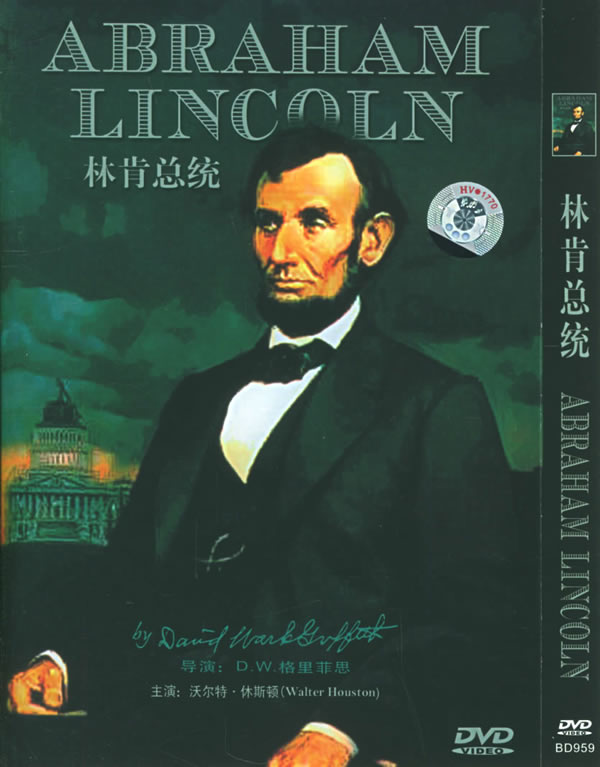 ABRAHAM
LINCOLN
林肯总统
HV●1770
by David Wark Griffith
导演：D.W.格里菲思
主演：沃尔特·休斯顿(Walter Houston)
DVD
VIDEO
林肯总统
ABRAHAM LINCOLN
DVD
VIDEO
BD959